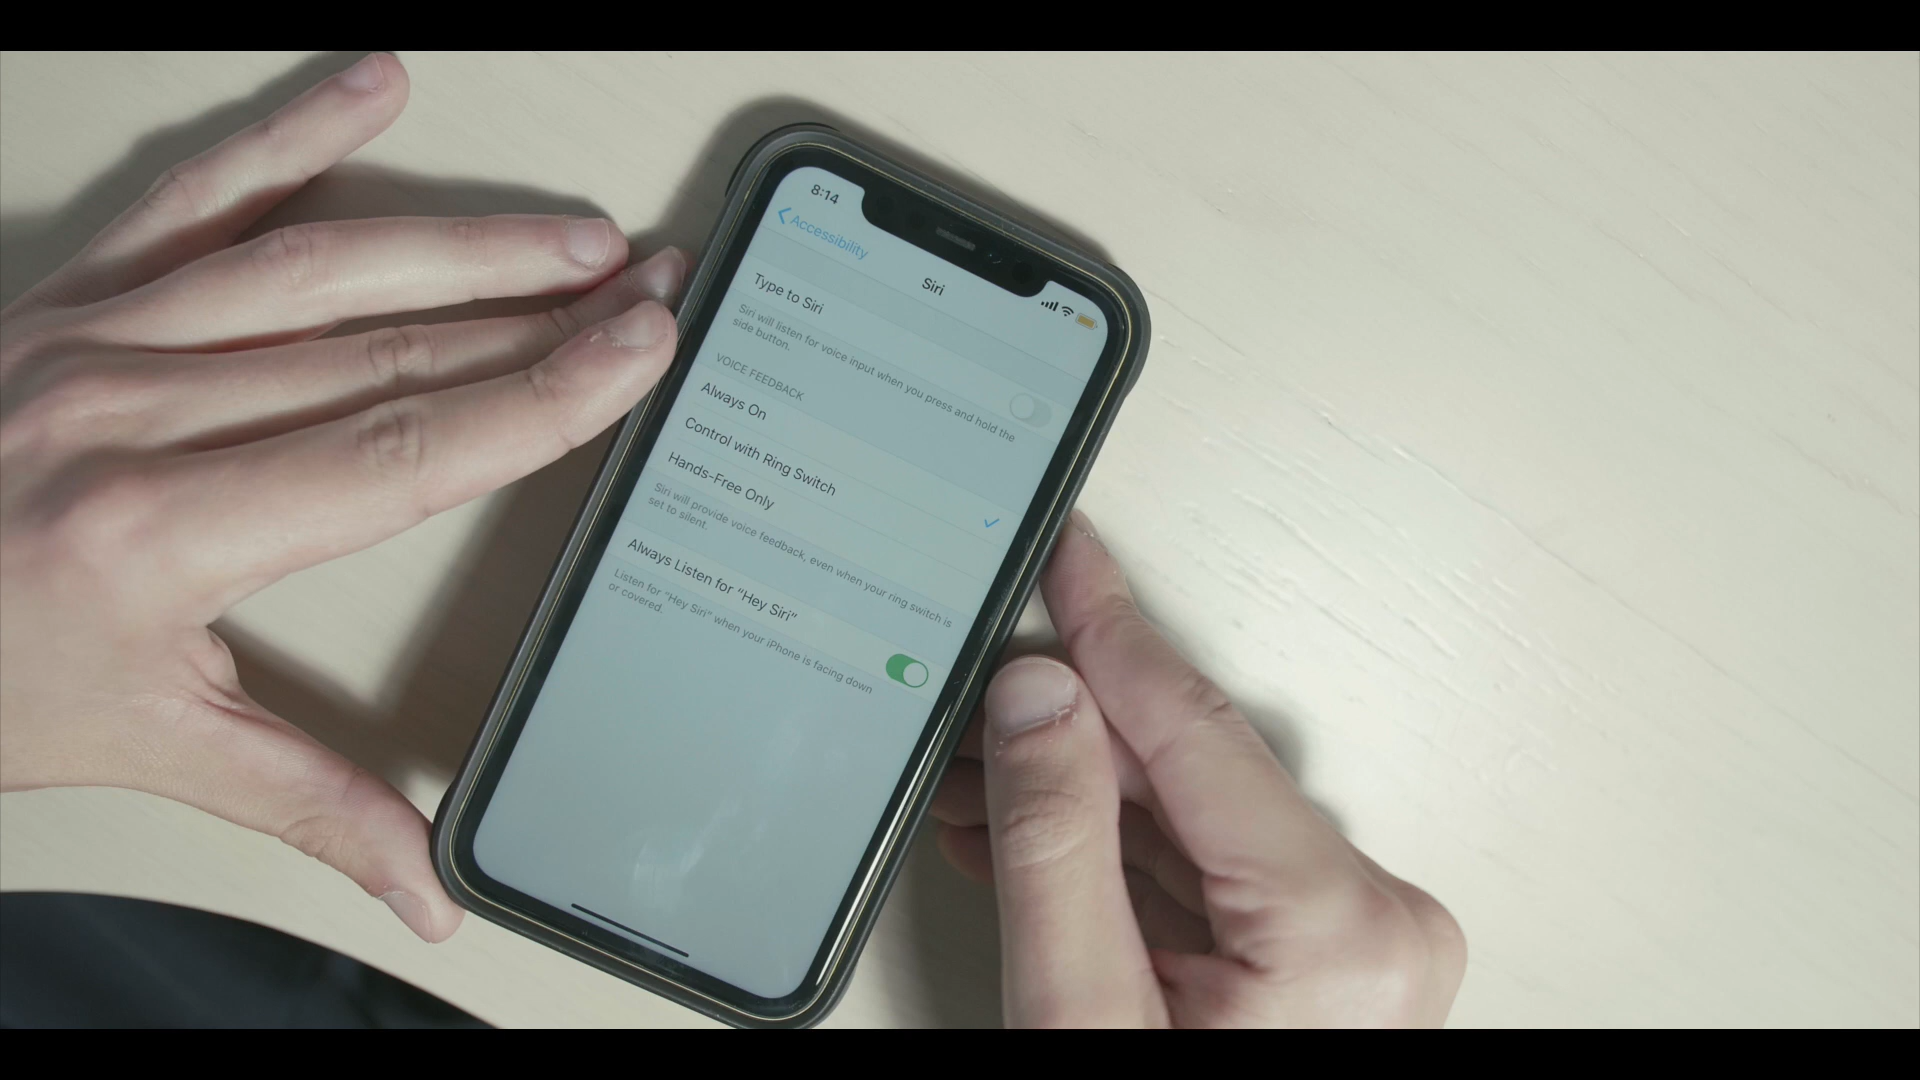 8:14
Accessibility
Siri
Type to Siri
Siri will listen for voice input when you press and hold the
side button.
VOICE FEEDBACK
Always On
Control with Ring Switch
Hands-Free Only
Siri will provide voice feedback, even when your ring switch is
set to silent.
Always Listen for “Hey Siri”
Listen for “Hey Siri” when your iPhone is facing down
or covered.